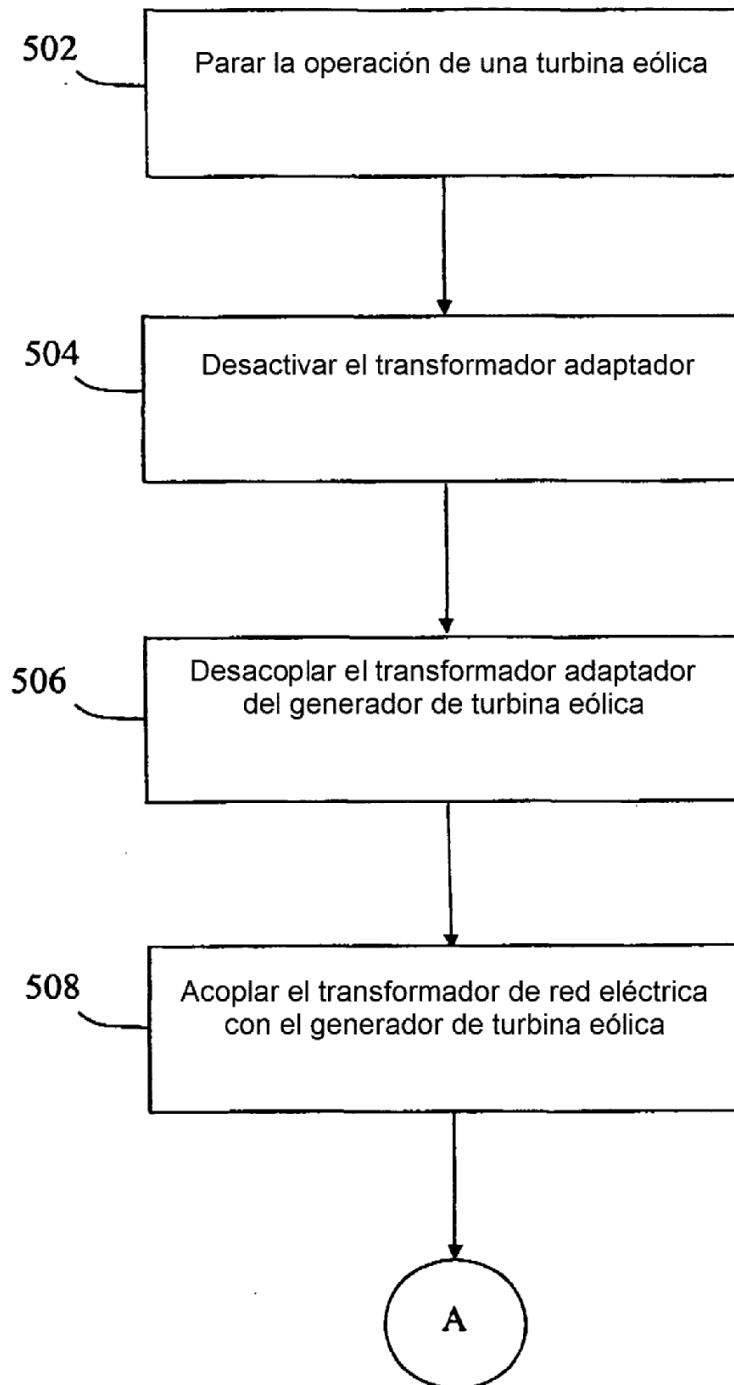 502
Parar la operación de una turbina eólica
504
Desactivar el transformador adaptador
506
Desacoplar el transformador adaptador
del generador de turbina eólica
508
Acoplar el transformador de red eléctrica
con el generador de turbina eólica
A